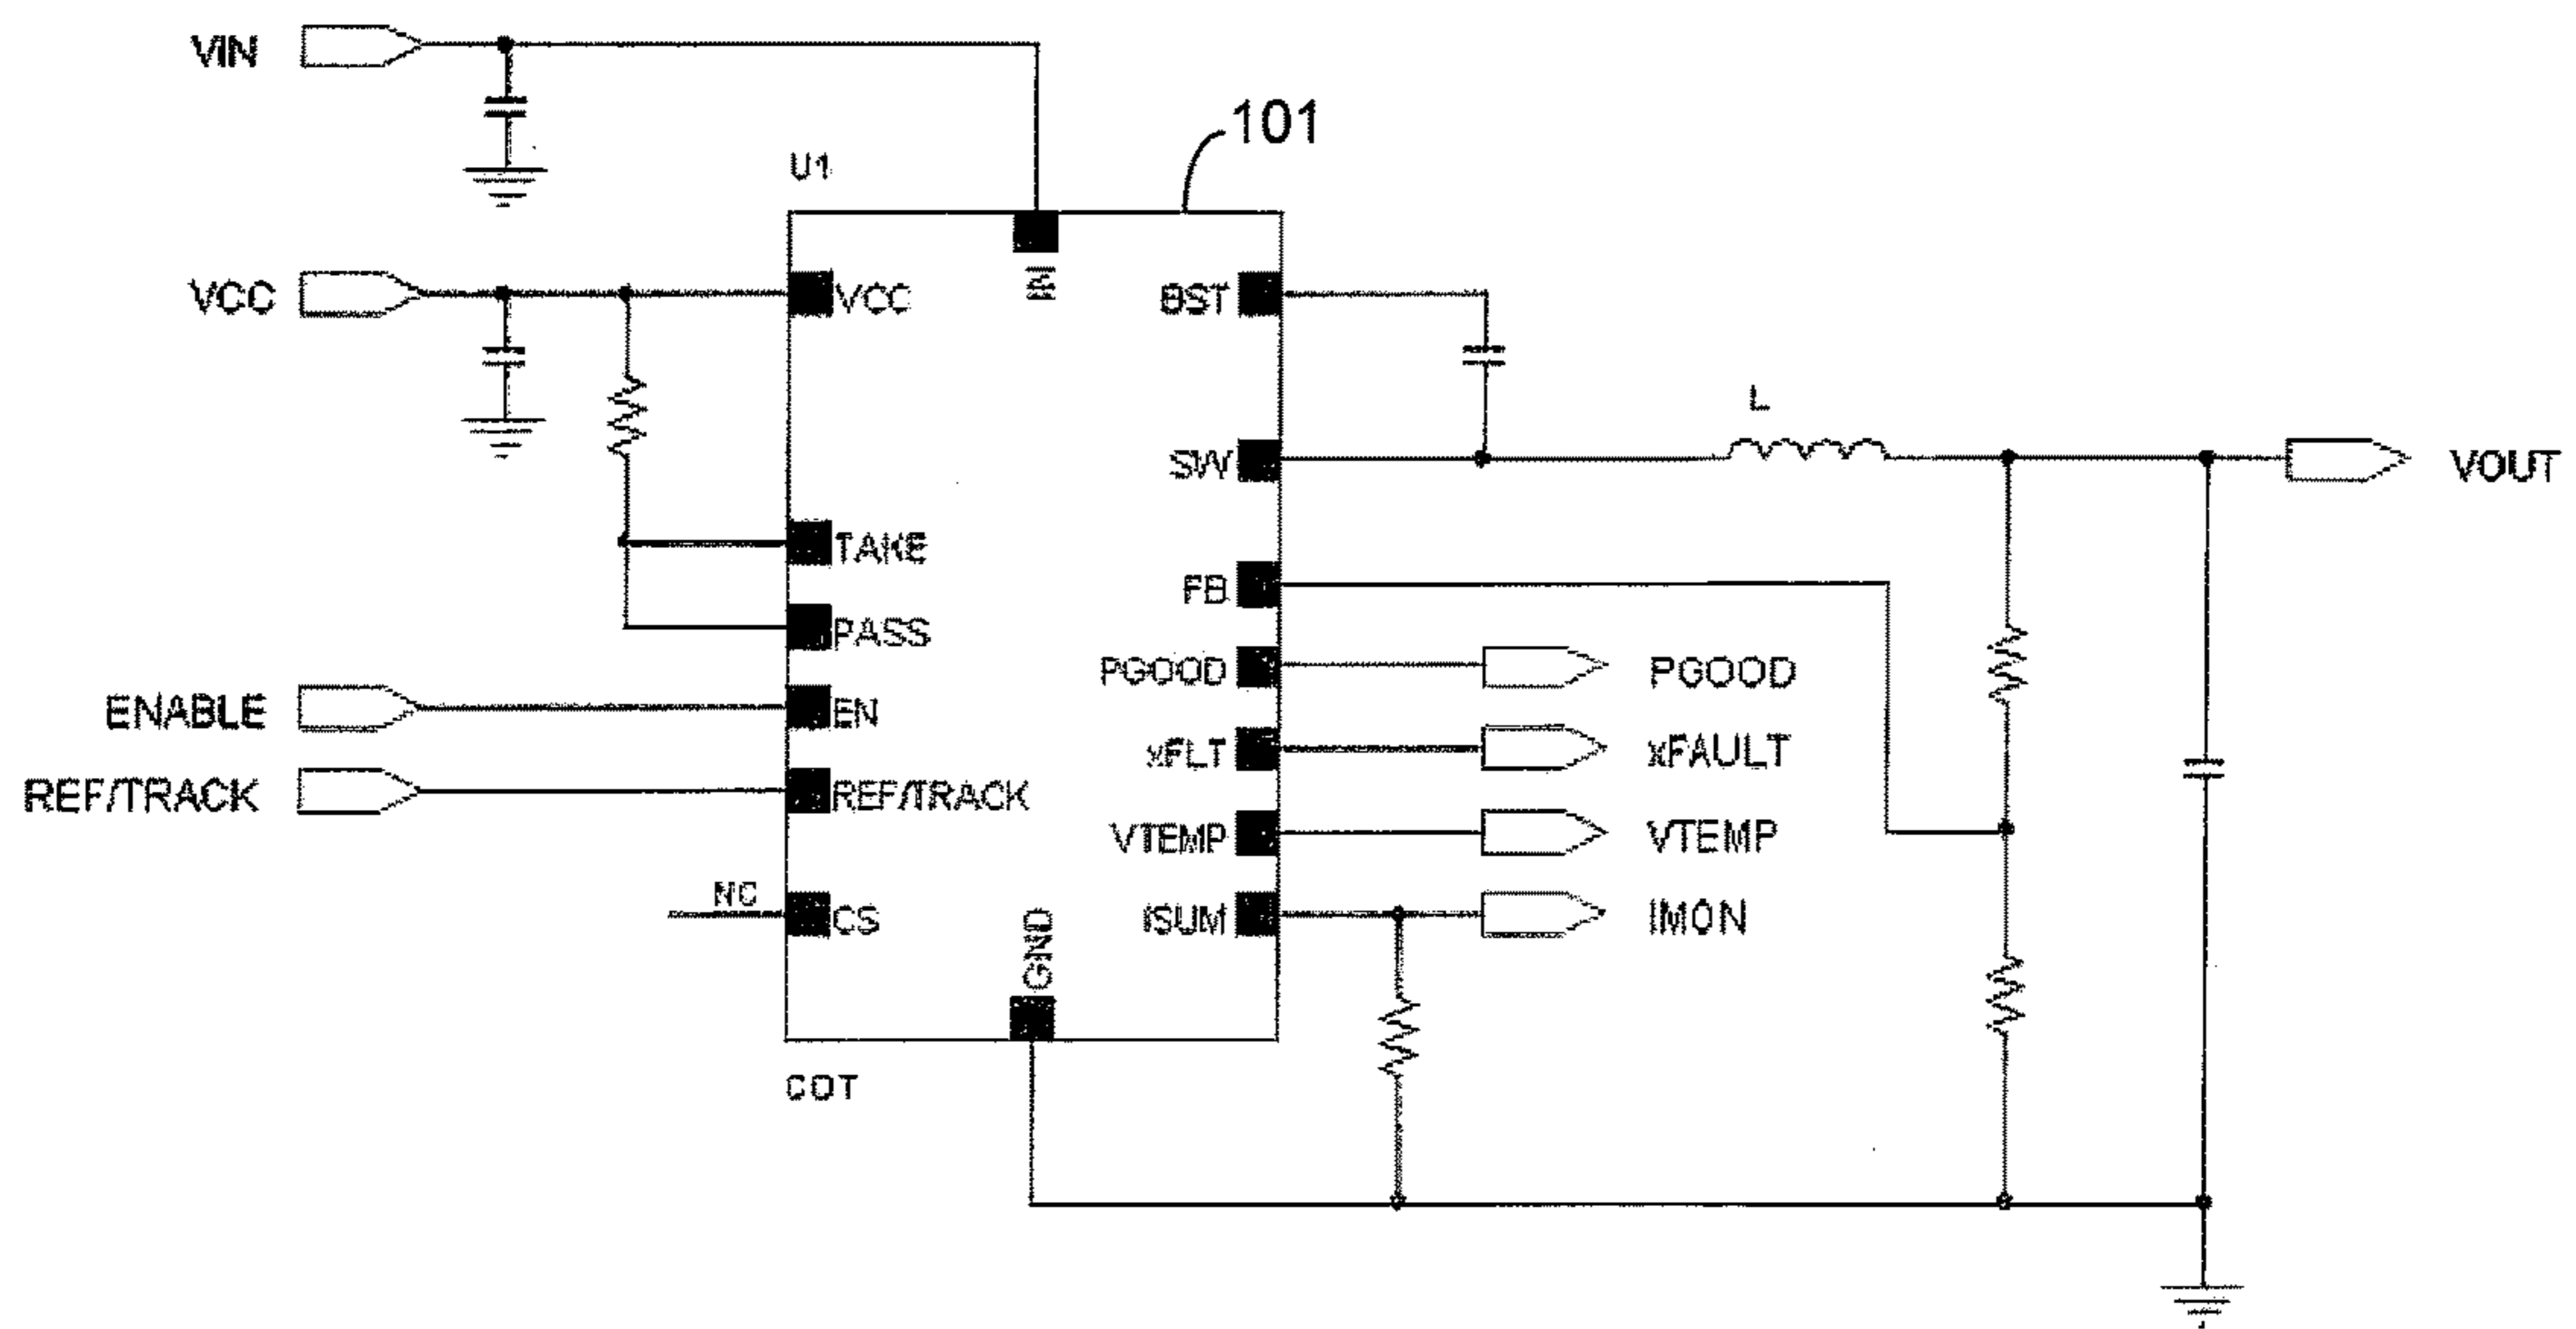 VIN
101
U1
IN
VCC
VCC
BST
L
SW
VOUT
TAKE
FB
PASS
PGOOD
PGOOD
ENABLE
EN
xFLT
xFAULT
REF/TRACK
REF/TRACK
VTEMP
VTEMP
NC
CS
ISUM
IMON
GND
COT